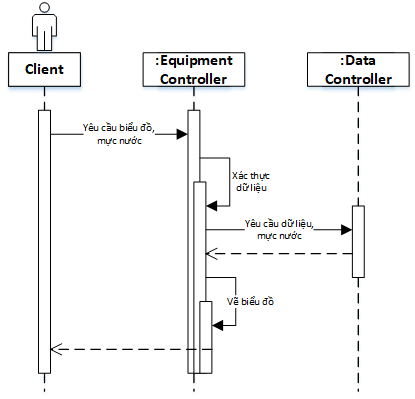 Client
:Equipment
Controller
:Data
Controller
Yêu cầu biểu đồ,
mực nước
Xác thực
dữ liệu
Yêu cầu dữ liệu,
mực nước
Vẽ biểu đồ